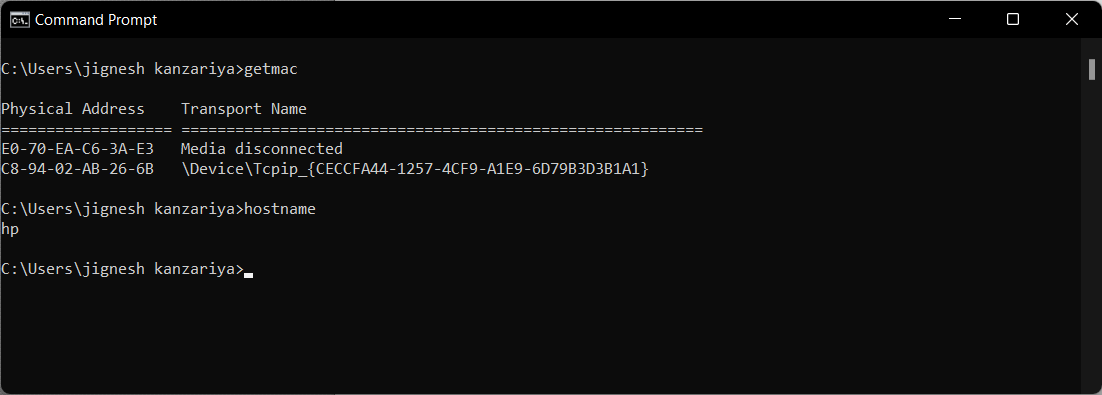 Command Prompt
C:\Users\jignesh kanzariya>getmac
Physical Address    Transport Name
=================== ==========================================================
E0-70-EA-C6-3A-E3   Media disconnected
C8-94-02-AB-26-6B   \Device\Tcpip_{CECCFA44-1257-4CF9-A1E9-6D79B3D3B1A1}
C:\Users\jignesh kanzariya>hostname
hp
C:\Users\jignesh kanzariya>